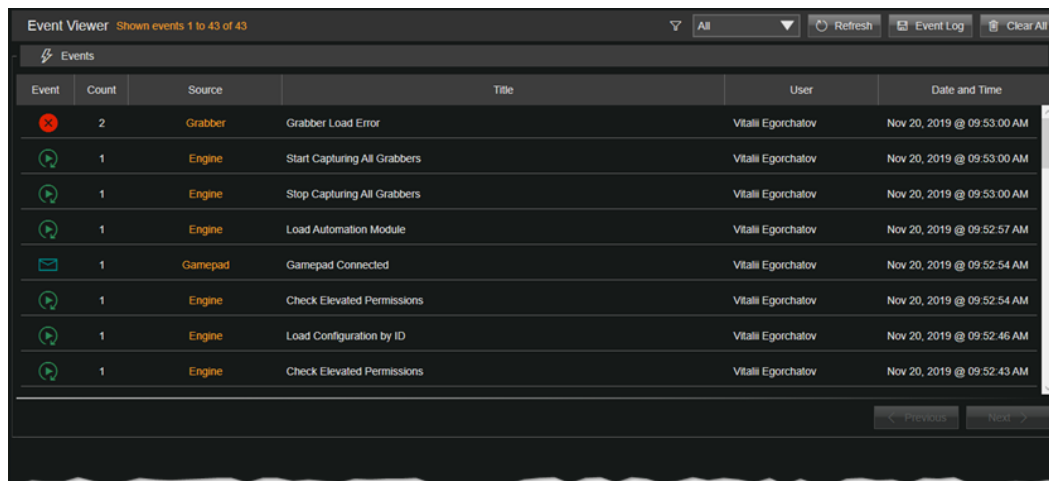 Event Viewer Shown events 1 to 43 of 43 All Refresh Event Log Clear All
Events
Event Count Source Title User Date and Time
2 Grabber Grabber Load Error Vitalii Egorchatov Nov 20, 2019 @ 09:53:00 AM
1 Engine Start Capturing All Grabbers Vitalii Egorchatov Nov 20, 2019 @ 09:53:00 AM
1 Engine Stop Capturing All Grabbers Vitalii Egorchatov Nov 20, 2019 @ 09:53:00 AM
1 Engine Load Automation Module Vitalii Egorchatov Nov 20, 2019 @ 09:52:57 AM
1 Gamepad Gamepad Connected Vitalii Egorchatov Nov 20, 2019 @ 09:52:54 AM
1 Engine Check Elevated Permissions Vitalii Egorchatov Nov 20, 2019 @ 09:52:54 AM
1 Engine Load Configuration by ID Vitalii Egorchatov Nov 20, 2019 @ 09:52:46 AM
1 Engine Check Elevated Permissions Vitalii Egorchatov Nov 20, 2019 @ 09:52:43 AM
Previous Next